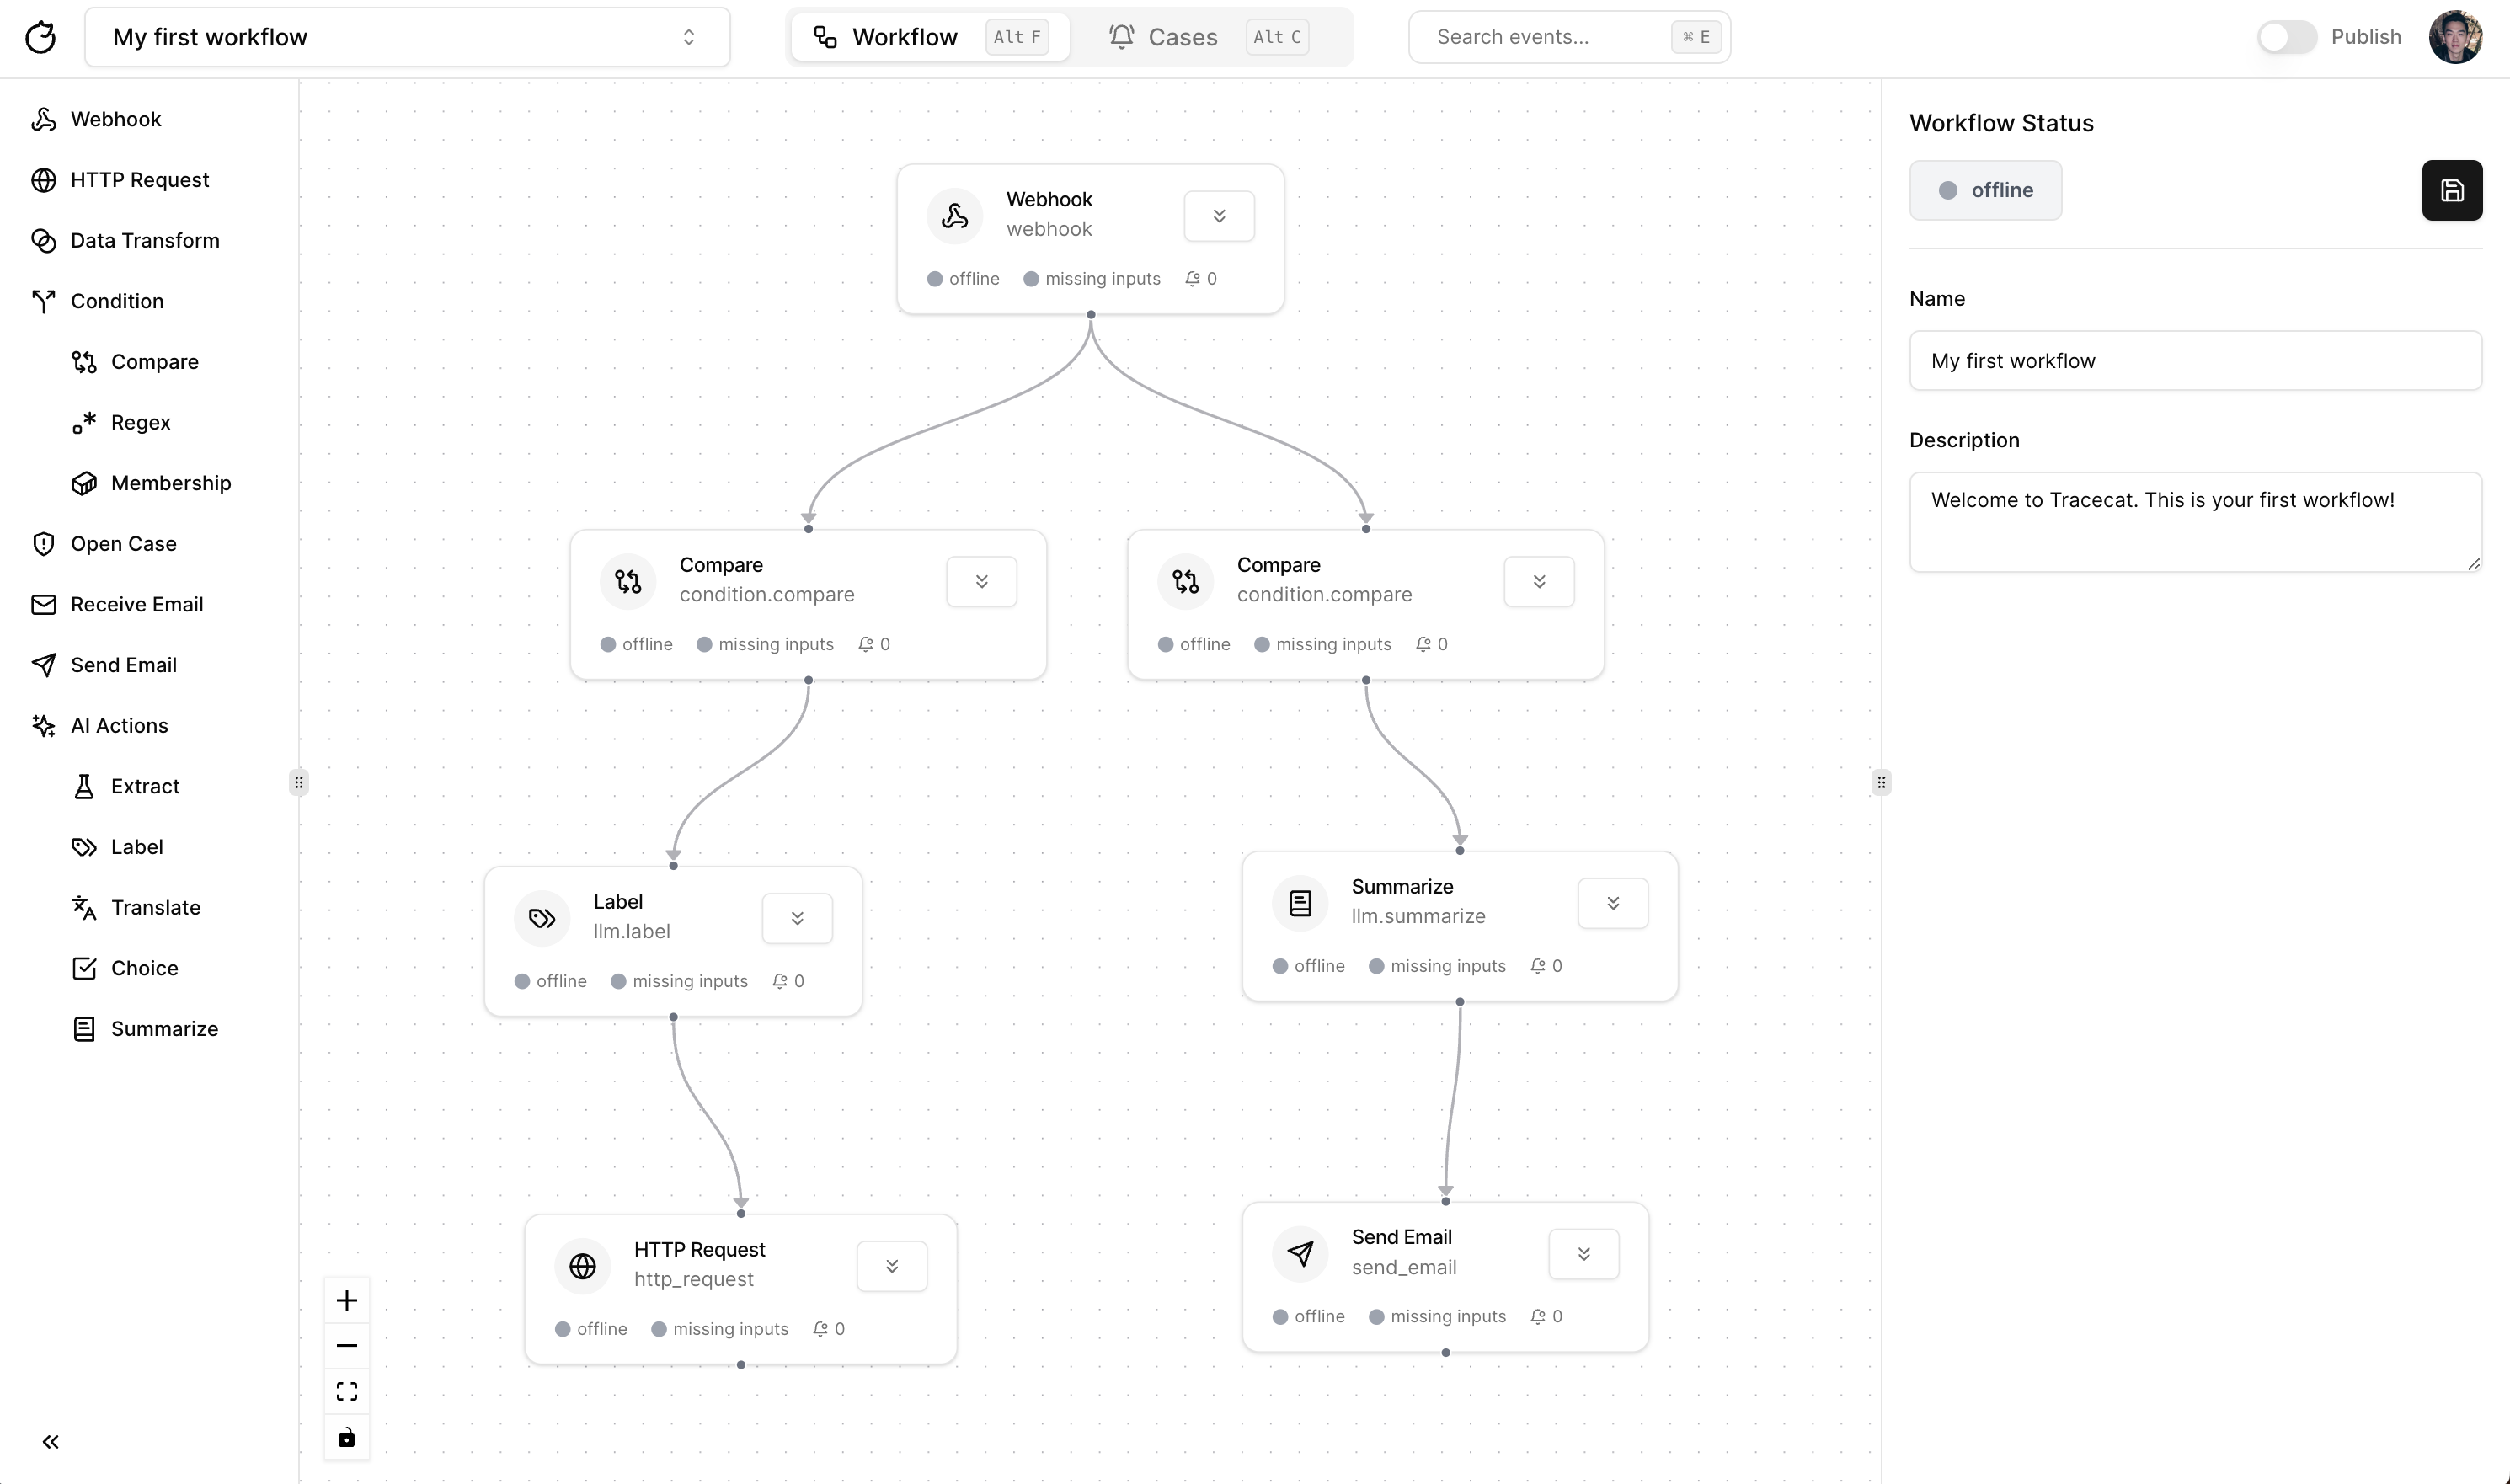 My first workflow
Workflow Alt F
Cases Alt C
Search events... ⌘ E
Publish
Webhook
HTTP Request
Data Transform
Condition
Compare
Regex
Membership
Open Case
Receive Email
Send Email
AI Actions
Extract
Label
Translate
Choice
Summarize
Webhook
webhook
offline missing inputs 0
Compare
condition.compare
offline missing inputs 0
Compare
condition.compare
offline missing inputs 0
Label
llm.label
offline missing inputs 0
Summarize
llm.summarize
offline missing inputs 0
HTTP Request
http_request
offline missing inputs 0
Send Email
send_email
offline missing inputs 0
Workflow Status
offline
Name
My first workflow
Description
Welcome to Tracecat. This is your first workflow!